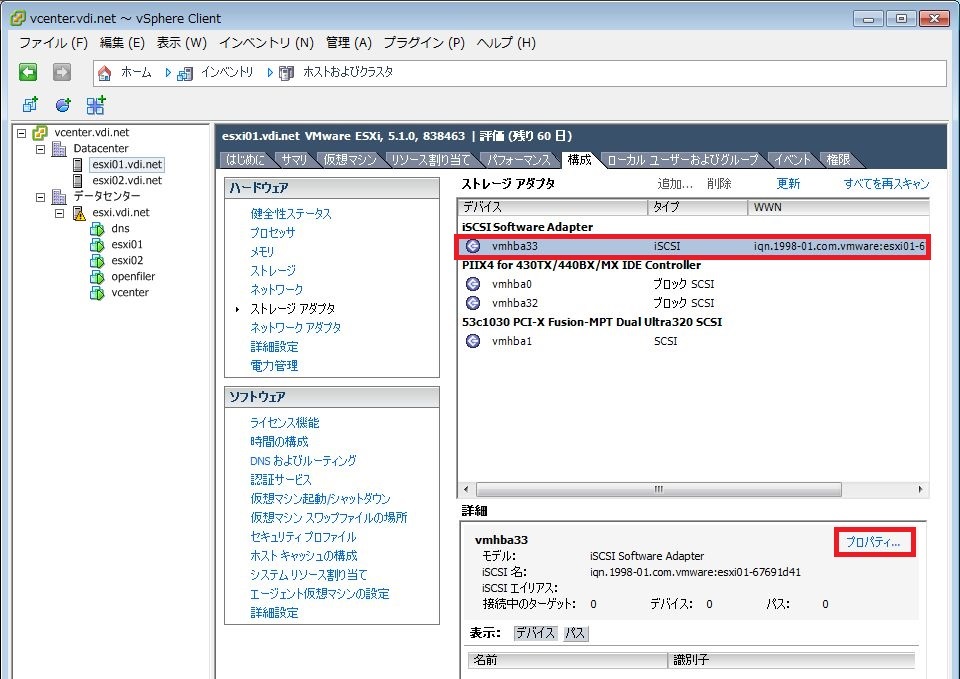 vcenter.vdi.net ～ vSphere Client
ファイル (F) 編集 (E) 表示 (W) インベントリ (N) 管理 (A) プラグイン (P) ヘルプ (H)
ホーム インベントリ ホストおよびクラスタ
vcenter.vdi.net
Datacenter
esxi01.vdi.net
esxi02.vdi.net
データセンター
esxi.vdi.net
dns
esxi01
esxi02
openfiler
vcenter
esxi01.vdi.net VMware ESXi, 5.1.0, 838463 | 評価 (残り 60 日)
はじめに サマリ 仮想マシン リソース割り当て パフォーマンス 構成 ローカル ユーザーおよびグループ イベント 権限
ハードウェア
健全性ステータス
プロセッサ
メモリ
ストレージ
ネットワーク
ストレージ アダプタ
ネットワーク アダプタ
詳細設定
電力管理
ソフトウェア
ライセンス機能
時間の構成
DNS およびルーティング
認証サービス
仮想マシン起動/シャットダウン
仮想マシン スワップファイルの場所
セキュリティ プロファイル
ホスト キャッシュの構成
システム リソース割り当て
エージェント仮想マシンの設定
詳細設定
ストレージ アダプタ 追加... 削除 更新 すべてを再スキャン
デバイス タイプ WWN
iSCSI Software Adapter
vmhba33 iSCSI iqn.1998-01.com.vmware:esxi01-6
PIIX4 for 430TX/440BX/MX IDE Controller
vmhba0 ブロック SCSI
vmhba32 ブロック SCSI
53c1030 PCI-X Fusion-MPT Dual Ultra320 SCSI
vmhba1 SCSI
詳細
vmhba33 プロパティ...
モデル: iSCSI Software Adapter
iSCSI 名: iqn.1998-01.com.vmware:esxi01-67691d41
iSCSI エイリアス:
接続中のターゲット: 0 デバイス: 0 パス: 0
表示: デバイス パス
名前 識別子